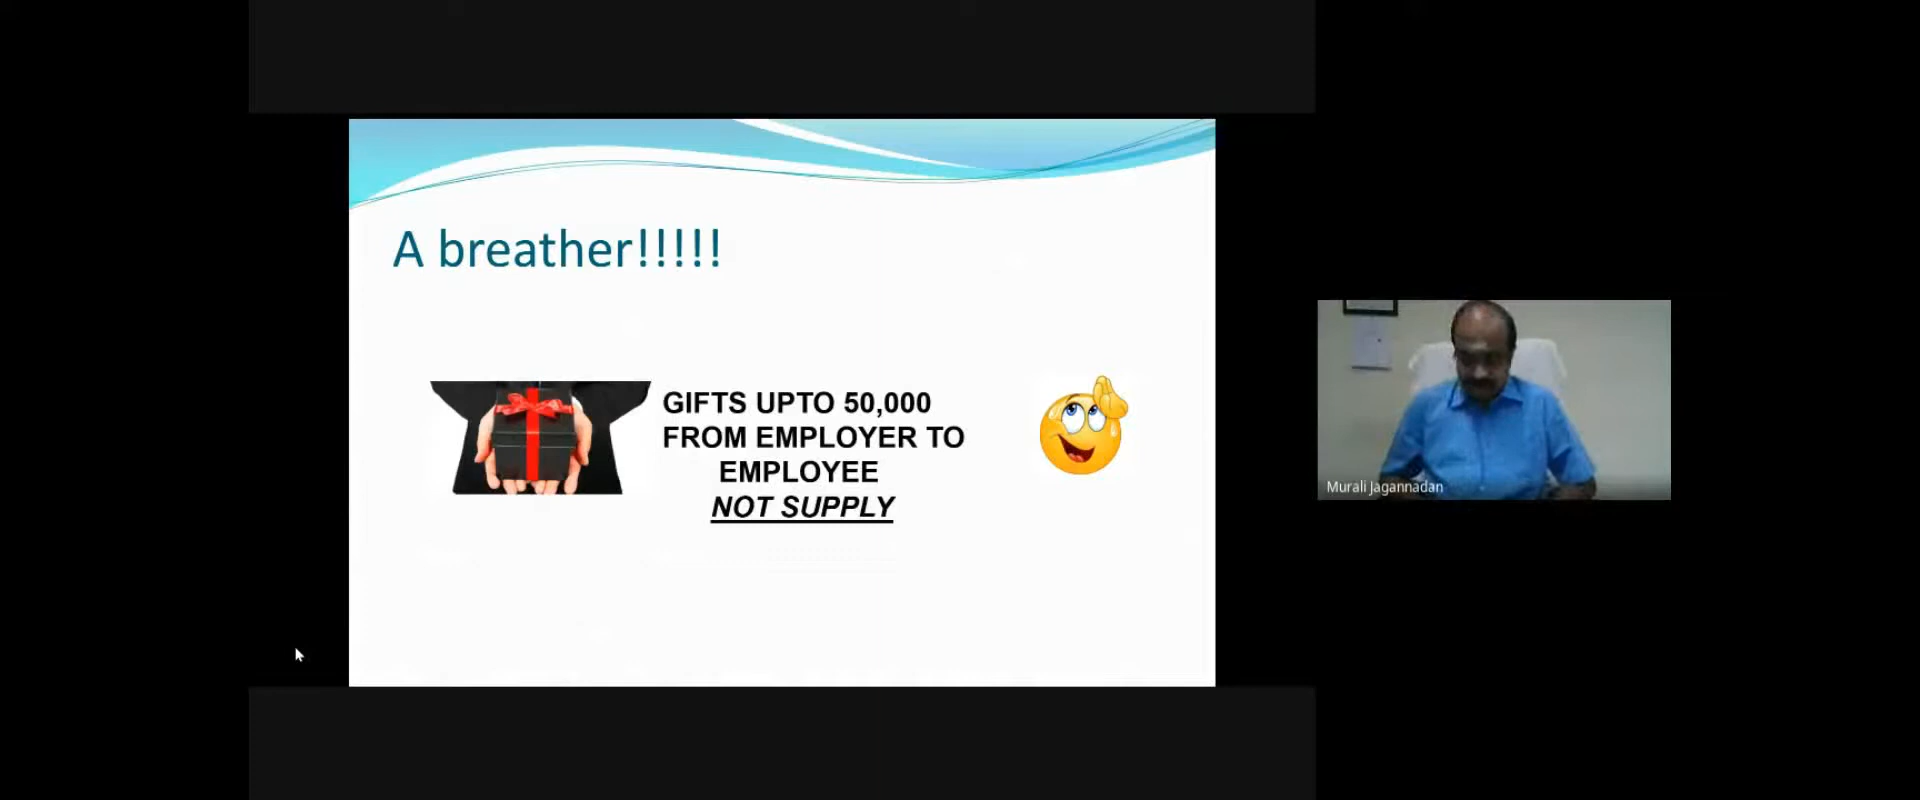 A breather!!!!!
GIFTS UPTO 50,000
FROM EMPLOYER TO
EMPLOYEE
NOT SUPPLY
Murali Jagannadan